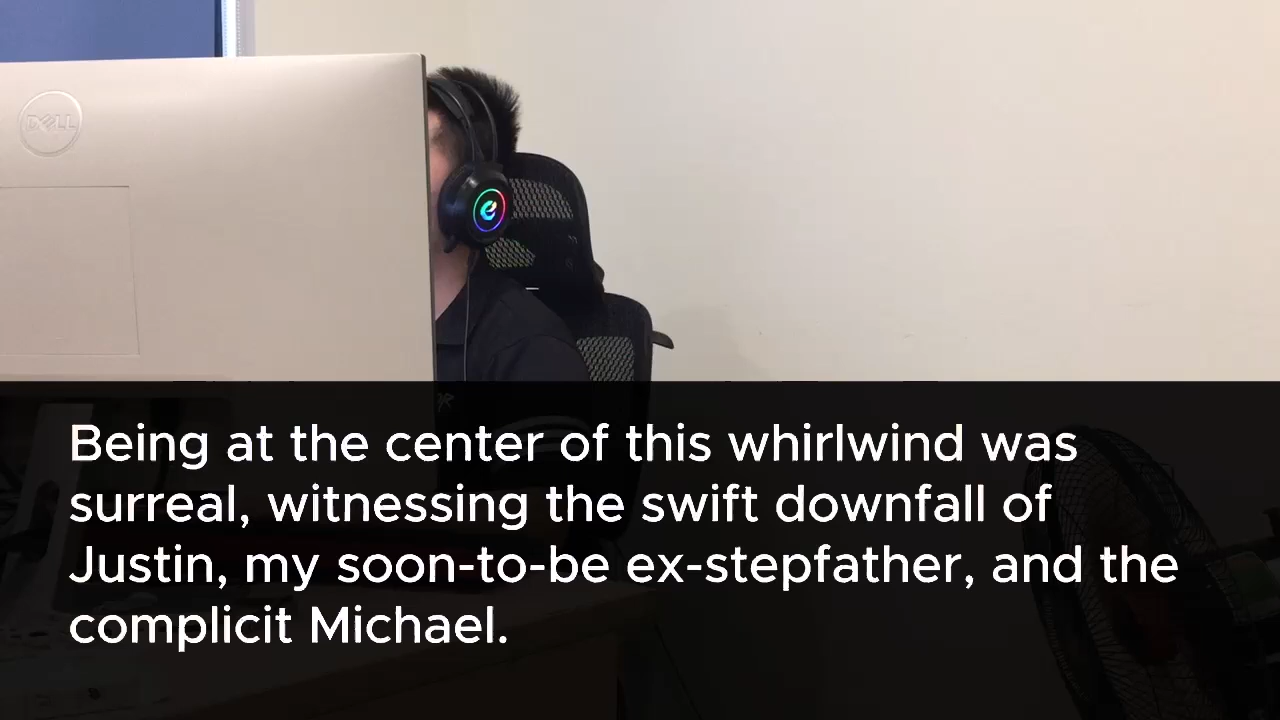 DELL
Being at the center of this whirlwind was
surreal, witnessing the swift downfall of
Justin, my soon-to-be ex-stepfather, and the
complicit Michael.